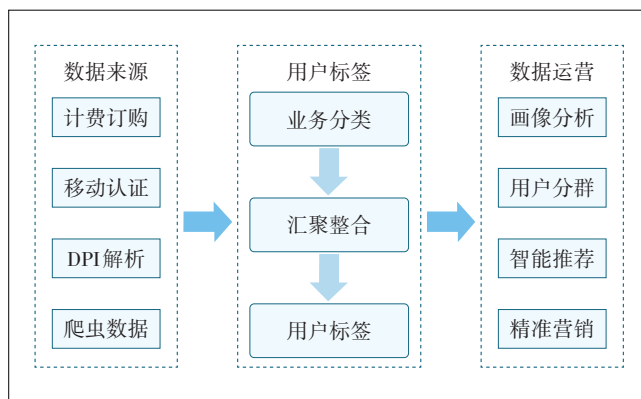 数据来源
计费订购
移动认证
DPI解析
爬虫数据
用户标签
业务分类
汇聚整合
用户标签
数据运营
画像分析
用户分群
智能推荐
精准营销